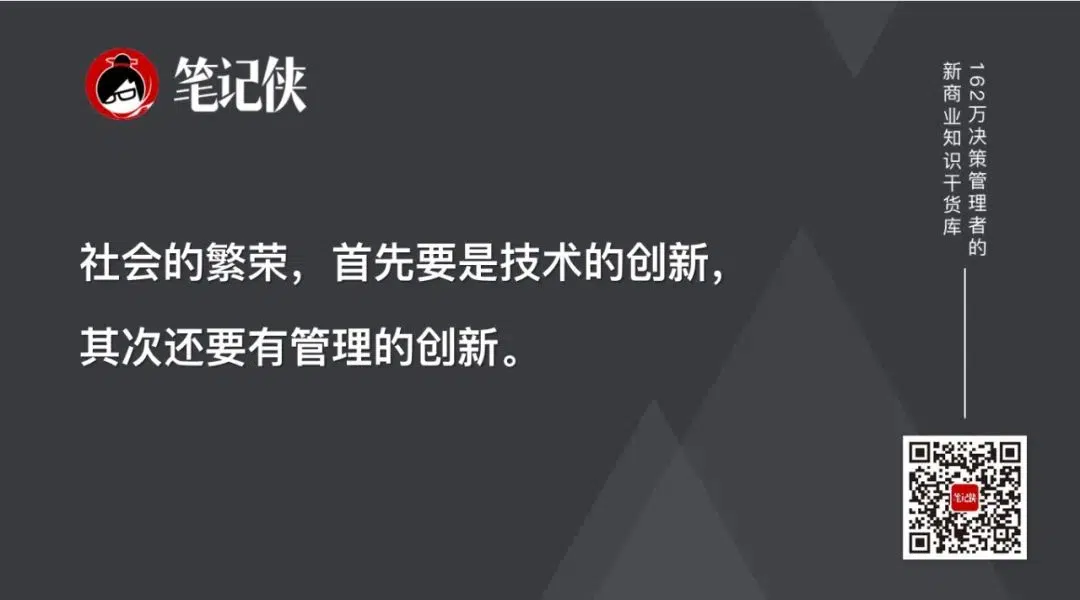 笔记侠
162万决策管理者的
新商业知识干货库
社会的繁荣，首先要是技术的创新，
其次还要有管理的创新。
笔记侠